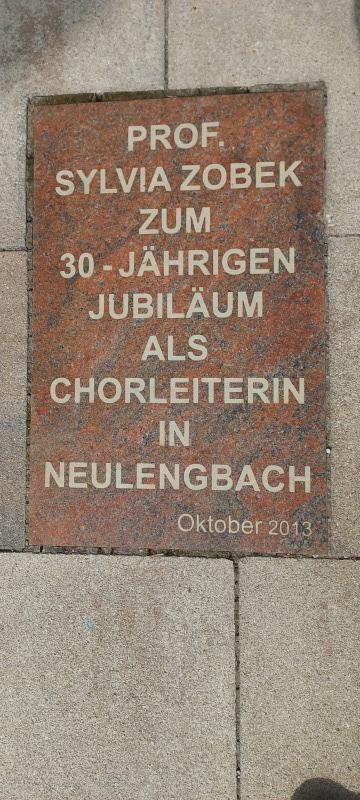 PROF.
SYLVIA ZOBEK
ZUM
30 - JÄHRIGEN
JUBILÄUM
ALS
CHORLEITERIN
IN
NEULENGBACH
Oktober 2013